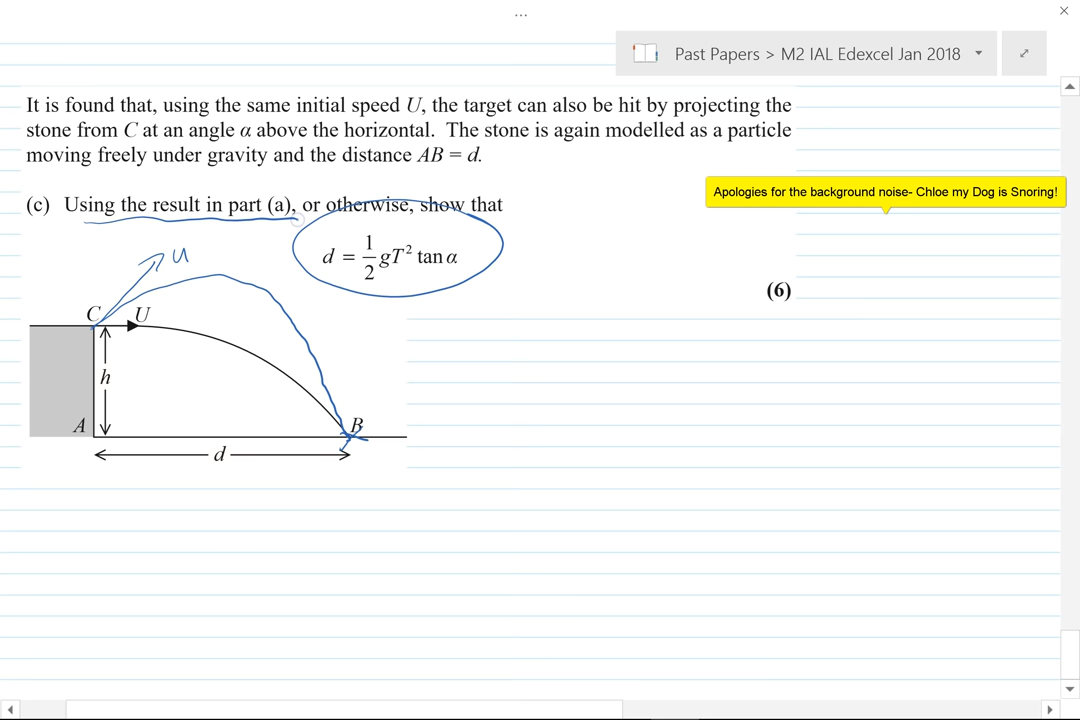 ...
Past Papers > M2 IAL Edexcel Jan 2018
It is found that, using the same initial speed U, the target can also be hit by projecting the
stone from C at an angle α above the horizontal. The stone is again modelled as a particle
moving freely under gravity and the distance AB = d.
Apologies for the background noise- Chloe my Dog is Snoring!
(c) Using the result in part (a), or otherwise, show that
d = 1/2 gT² tan α
(6)
u
C U
h
A B
d